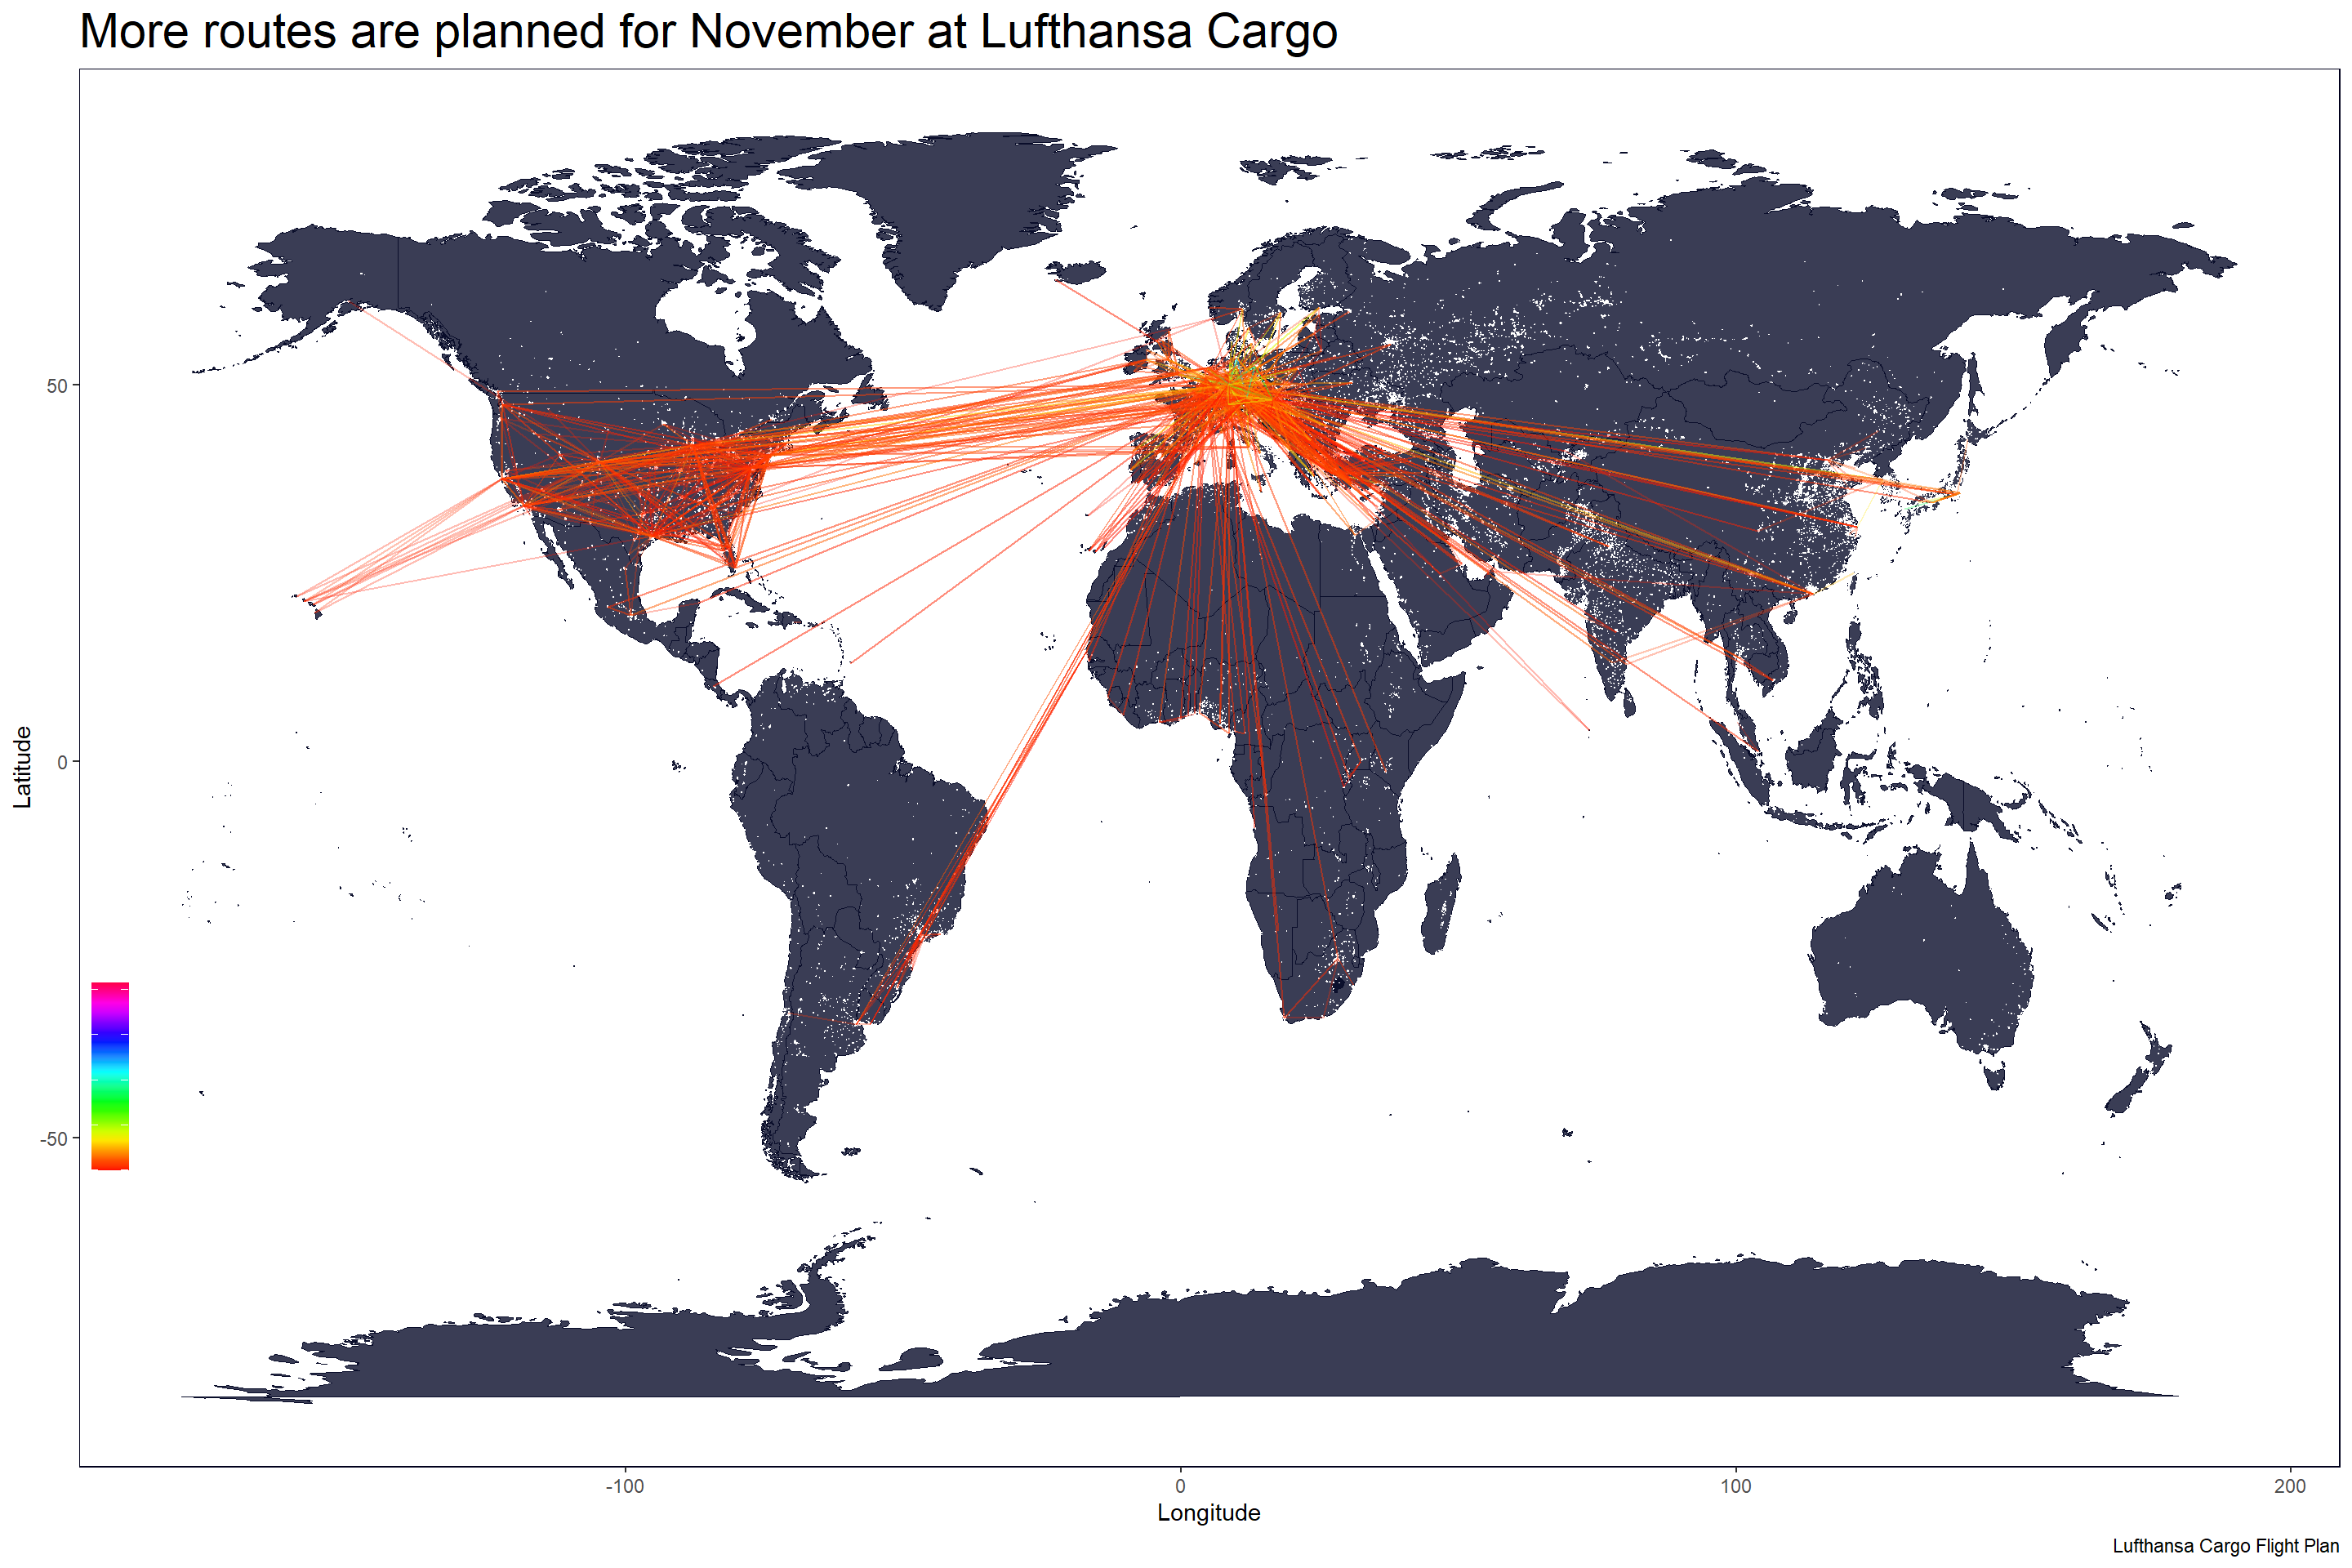 More routes are planned for November at Lufthansa Cargo
50
0
-50
Latitude
-100
0
100
200
Longitude
Lufthansa Cargo Flight Plan